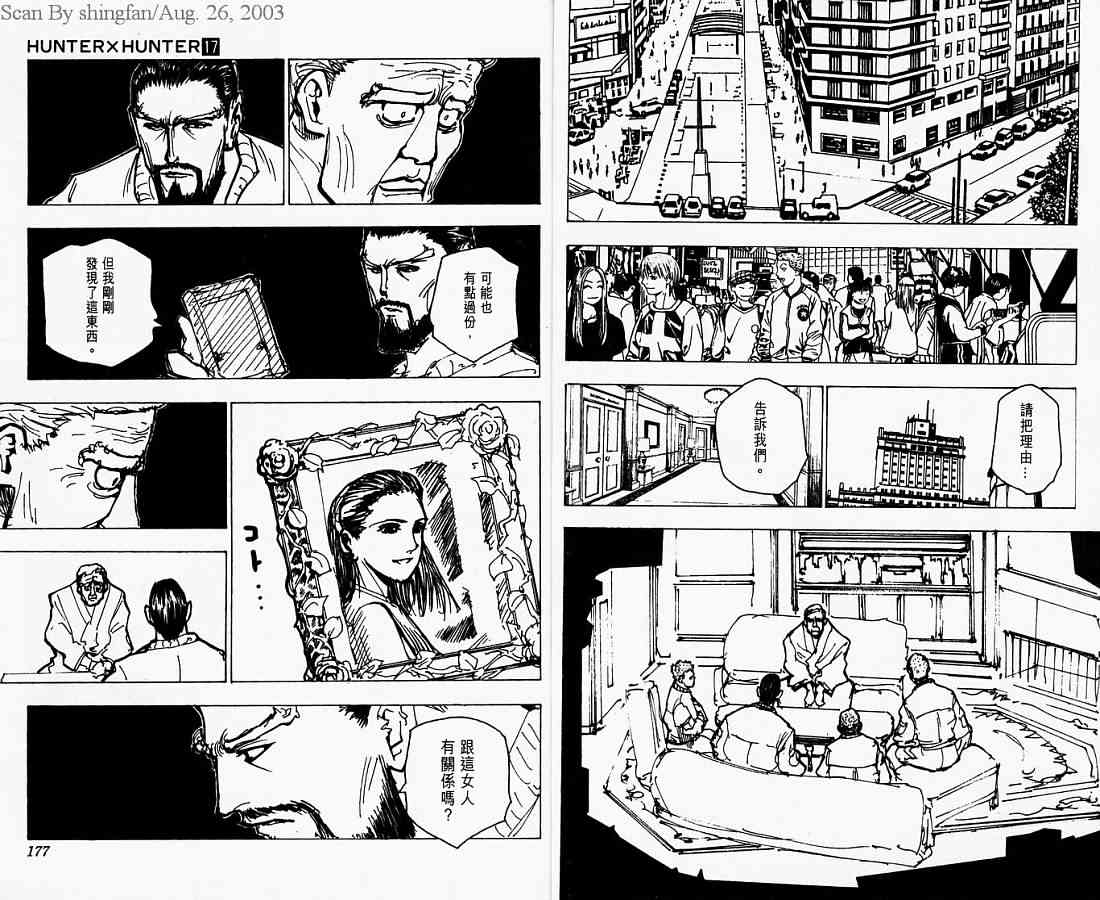 Scan By shingfan/Aug. 26, 2003
HUNTER×HUNTER 17
請把理由…
告訴我們。
可能也
有點過份，
但我剛剛
發現了這東西。
コト…
跟這女人
有關係嗎？
177